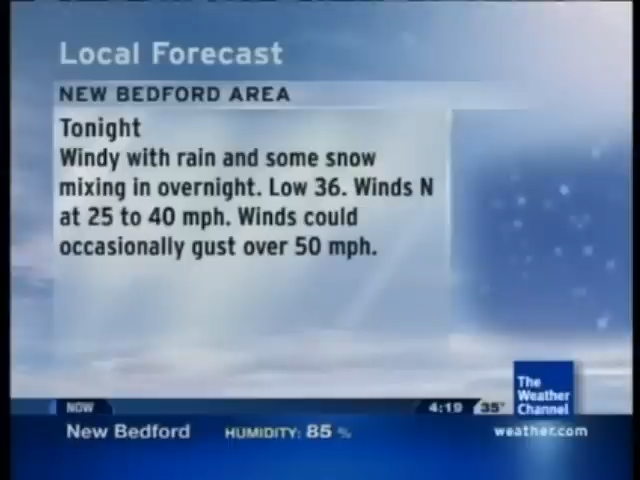 Local Forecast
NEW BEDFORD AREA
Tonight
Windy with rain and some snow
mixing in overnight. Low 36. Winds N
at 25 to 40 mph. Winds could
occasionally gust over 50 mph.
NOW
4:19 35°
The
Weather
Channel
New Bedford HUMIDITY: 85 %
weather.com